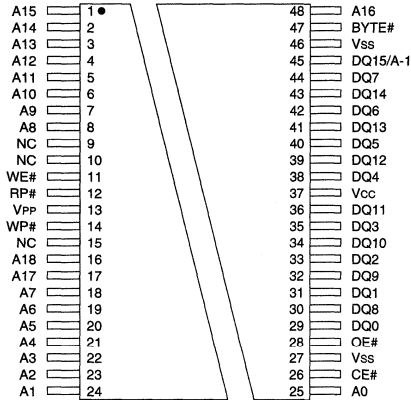 A15 1 48 A16
A14 2 47 BYTE#
A13 3 46 Vss
A12 4 45 DQ15/A-1
A11 5 44 DQ7
A10 6 43 DQ14
A9 7 42 DQ6
A8 8 41 DQ13
NC 9 40 DQ5
NC 10 39 DQ12
WE# 11 38 DQ4
RP# 12 37 Vcc
VPP 13 36 DQ11
WP# 14 35 DQ3
NC 15 34 DQ10
A18 16 33 DQ2
A17 17 32 DQ9
A7 18 31 DQ1
A6 19 30 DQ8
A5 20 29 DQ0
A4 21 28 OE#
A3 22 27 Vss
A2 23 26 CE#
A1 24 25 A0